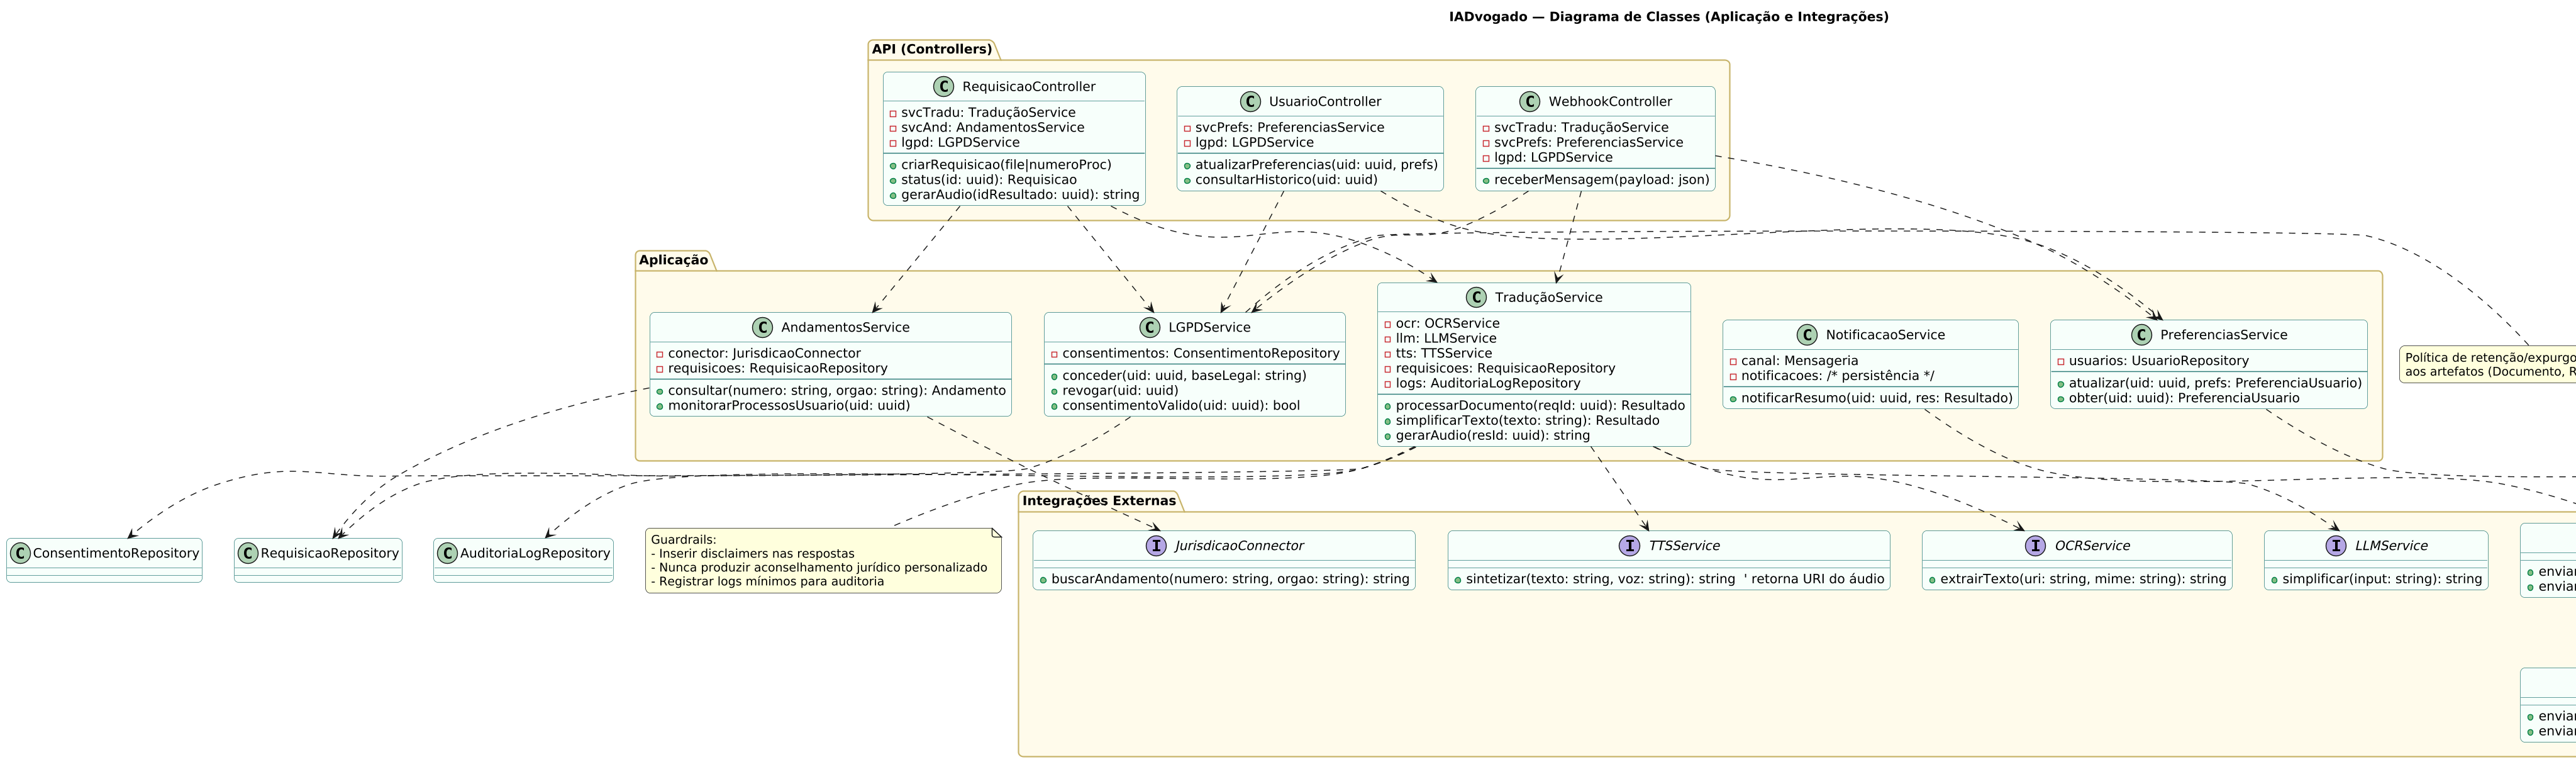 IADvogado — Diagrama de Classes (Aplicação e Integrações)
API (Controllers)
C RequisicaoController
svcTradu: TraduçãoService
svcAnd: AndamentosService
lgpd: LGPDService
criarRequisicao(file|numeroProc)
status(id: uuid): Requisicao
gerarAudio(idResultado: uuid): string
C UsuarioController
svcPrefs: PreferenciasService
lgpd: LGPDService
atualizarPreferencias(uid: uuid, prefs)
consultarHistorico(uid: uuid)
C WebhookController
svcTradu: TraduçãoService
svcPrefs: PreferenciasService
lgpd: LGPDService
receberMensagem(payload: json)
Aplicação
C AndamentosService
conector: JurisdicaoConnector
requisicoes: RequisicaoRepository
consultar(numero: string, orgao: string): Andamento
monitorarProcessosUsuario(uid: uuid)
C LGPDService
consentimentos: ConsentimentoRepository
conceder(uid: uuid, baseLegal: string)
revogar(uid: uuid)
consentimentoValido(uid: uuid): bool
C TraduçãoService
ocr: OCRService
llm: LLMService
tts: TTSService
requisicoes: RequisicaoRepository
logs: AuditoriaLogRepository
processarDocumento(reqId: uuid): Resultado
simplificarTexto(texto: string): Resultado
gerarAudio(resId: uuid): string
C NotificacaoService
canal: Mensageria
notificacoes: /* persistência */
notificarResumo(uid: uuid, res: Resultado)
C PreferenciasService
usuarios: UsuarioRepository
atualizar(uid: uuid, prefs: PreferenciaUsuario)
obter(uid: uuid): PreferenciaUsuario
Política de retenção/expurgo
aos artefatos (Documento, R
C ConsentimentoRepository
C RequisicaoRepository
C AuditoriaLogRepository
Guardrails:
- Inserir disclaimers nas respostas
- Nunca produzir aconselhamento jurídico personalizado
- Registrar logs mínimos para auditoria
Integrações Externas
I JurisdicaoConnector
buscarAndamento(numero: string, orgao: string): string
I TTSService
sintetizar(texto: string, voz: string): string ' retorna URI do áudio
I OCRService
extrairTexto(uri: string, mime: string): string
I LLMService
simplificar(input: string): string
enviar
enviar
enviar
enviar